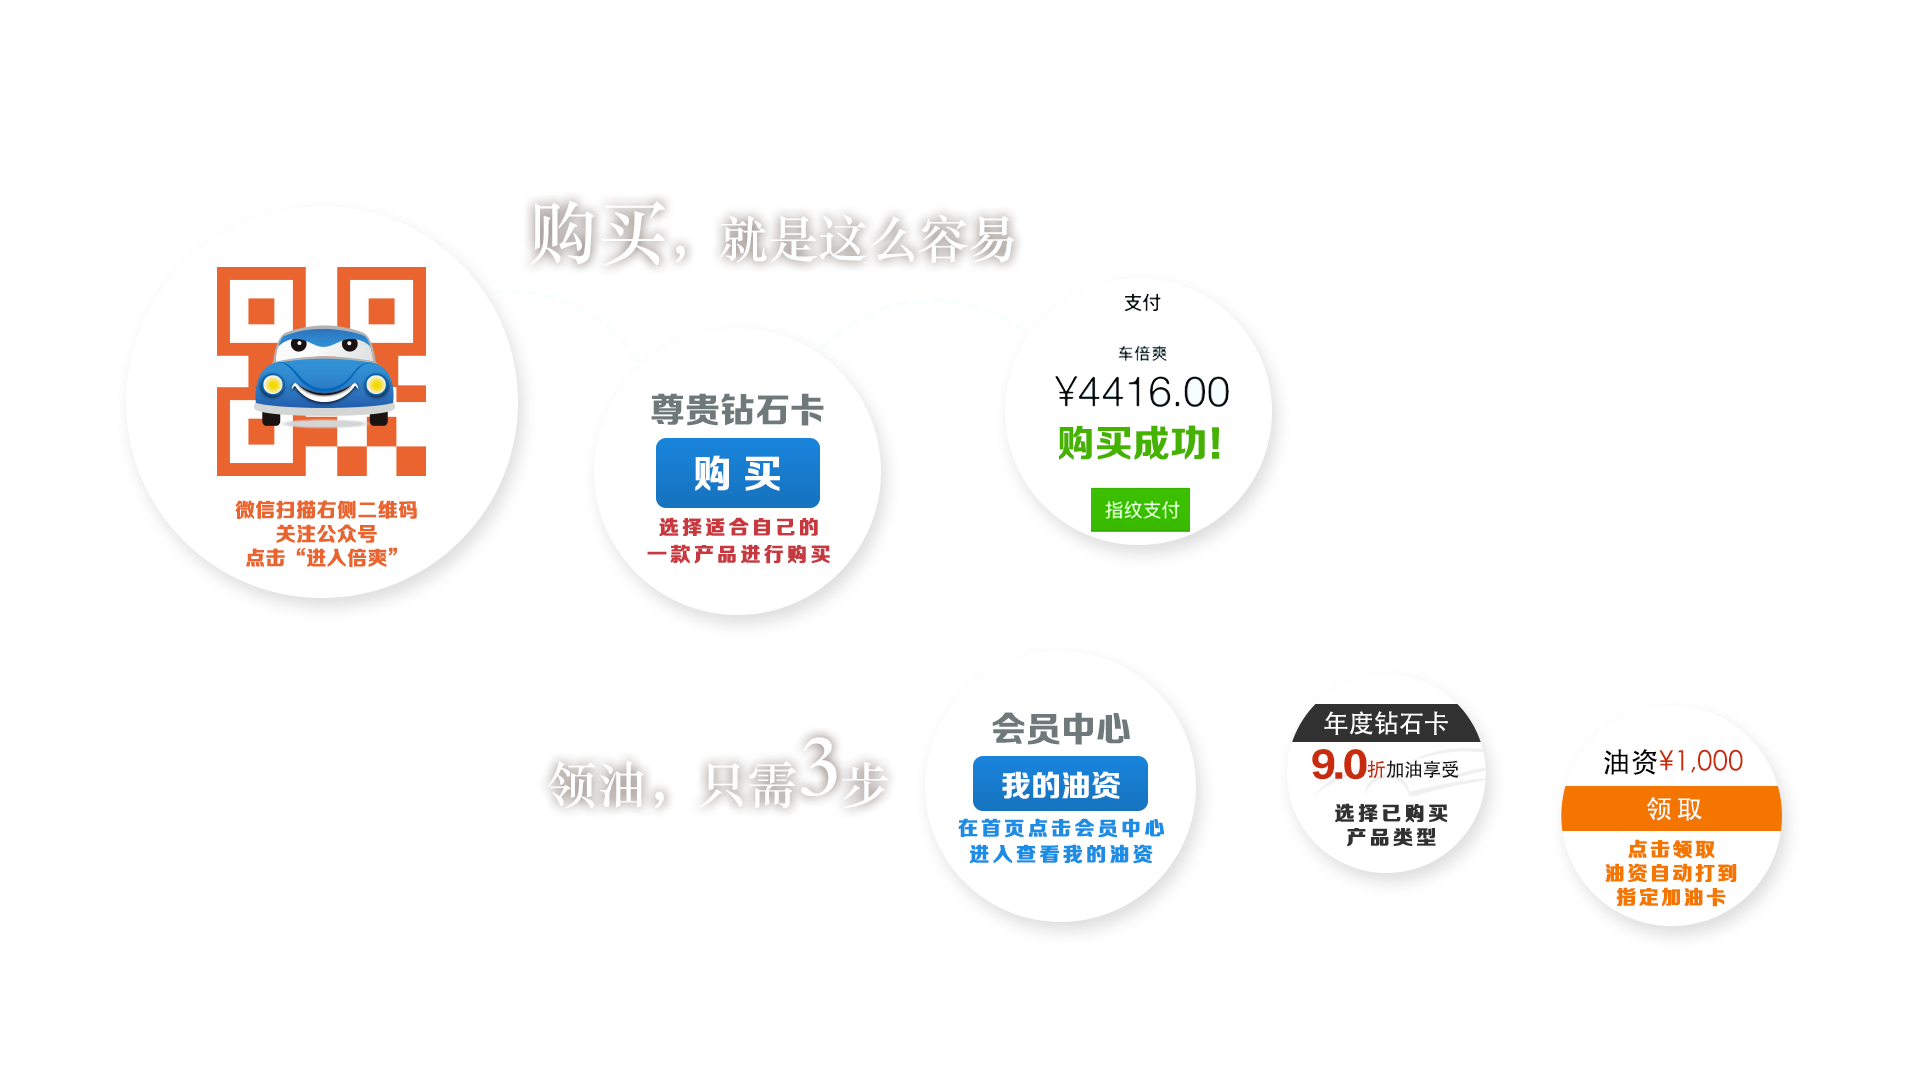 购买，就是这么容易
微信扫描右侧二维码
关注公众号
点击“进入倍爽”
尊贵钻石卡
购 买
选择适合自己的
一款产品进行购买
支付
车倍爽
¥4416.00
购买成功!
指纹支付
领油，只需3步
会员中心
我的油资
在首页点击会员中心
进入查看我的油资
年度钻石卡
9.0折加油享受
选择已购买
产品类型
油资¥1,000
领取
点击领取
油资自动打到
指定加油卡